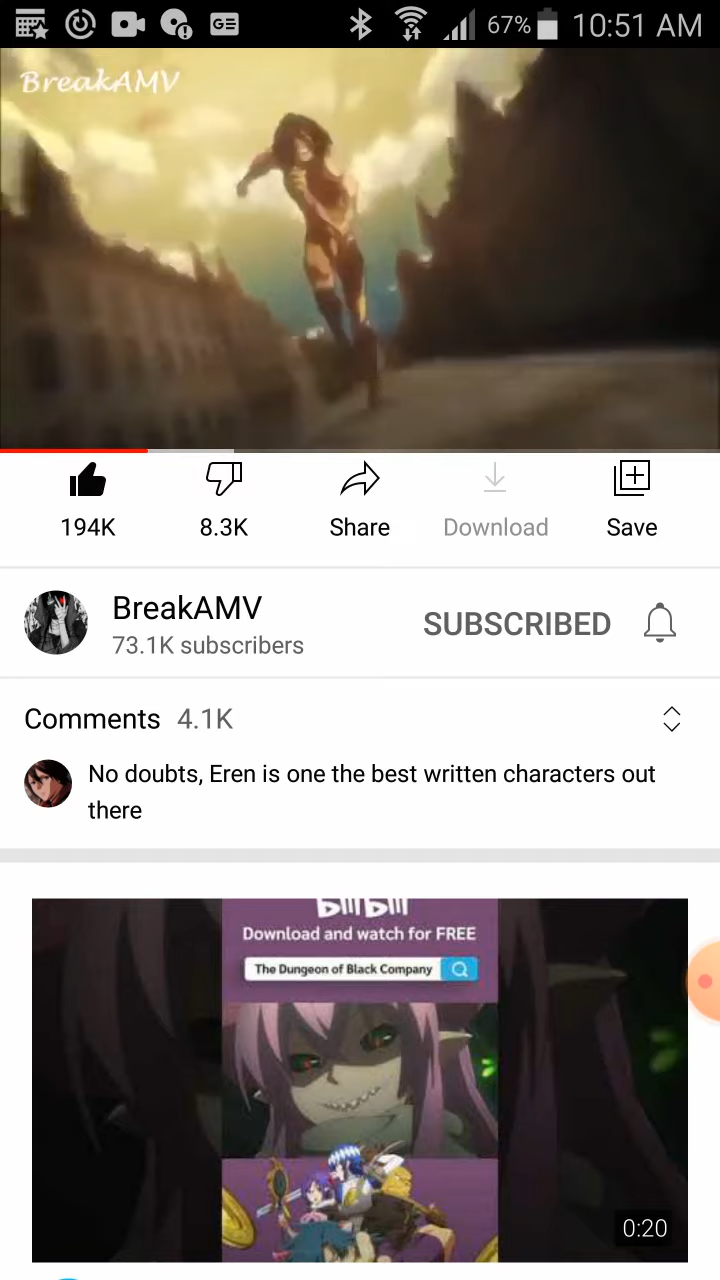 GE 67% 10:51 AM
BreakAMV
194K 8.3K Share Download Save
BreakAMV
73.1K subscribers
SUBSCRIBED
Comments 4.1K
No doubts, Eren is one the best written characters out
there
Download and watch for FREE
The Dungeon of Black Company
0:20